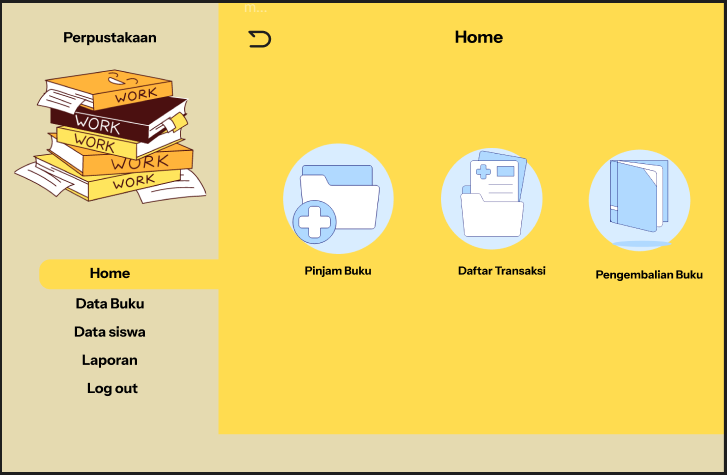 m...
Perpustakaan
Home
WORK
WORK
WORK
WORK
WORK
Pinjam Buku
Daftar Transaksi
Pengembalian Buku
Home
Data Buku
Data siswa
Laporan
Log out